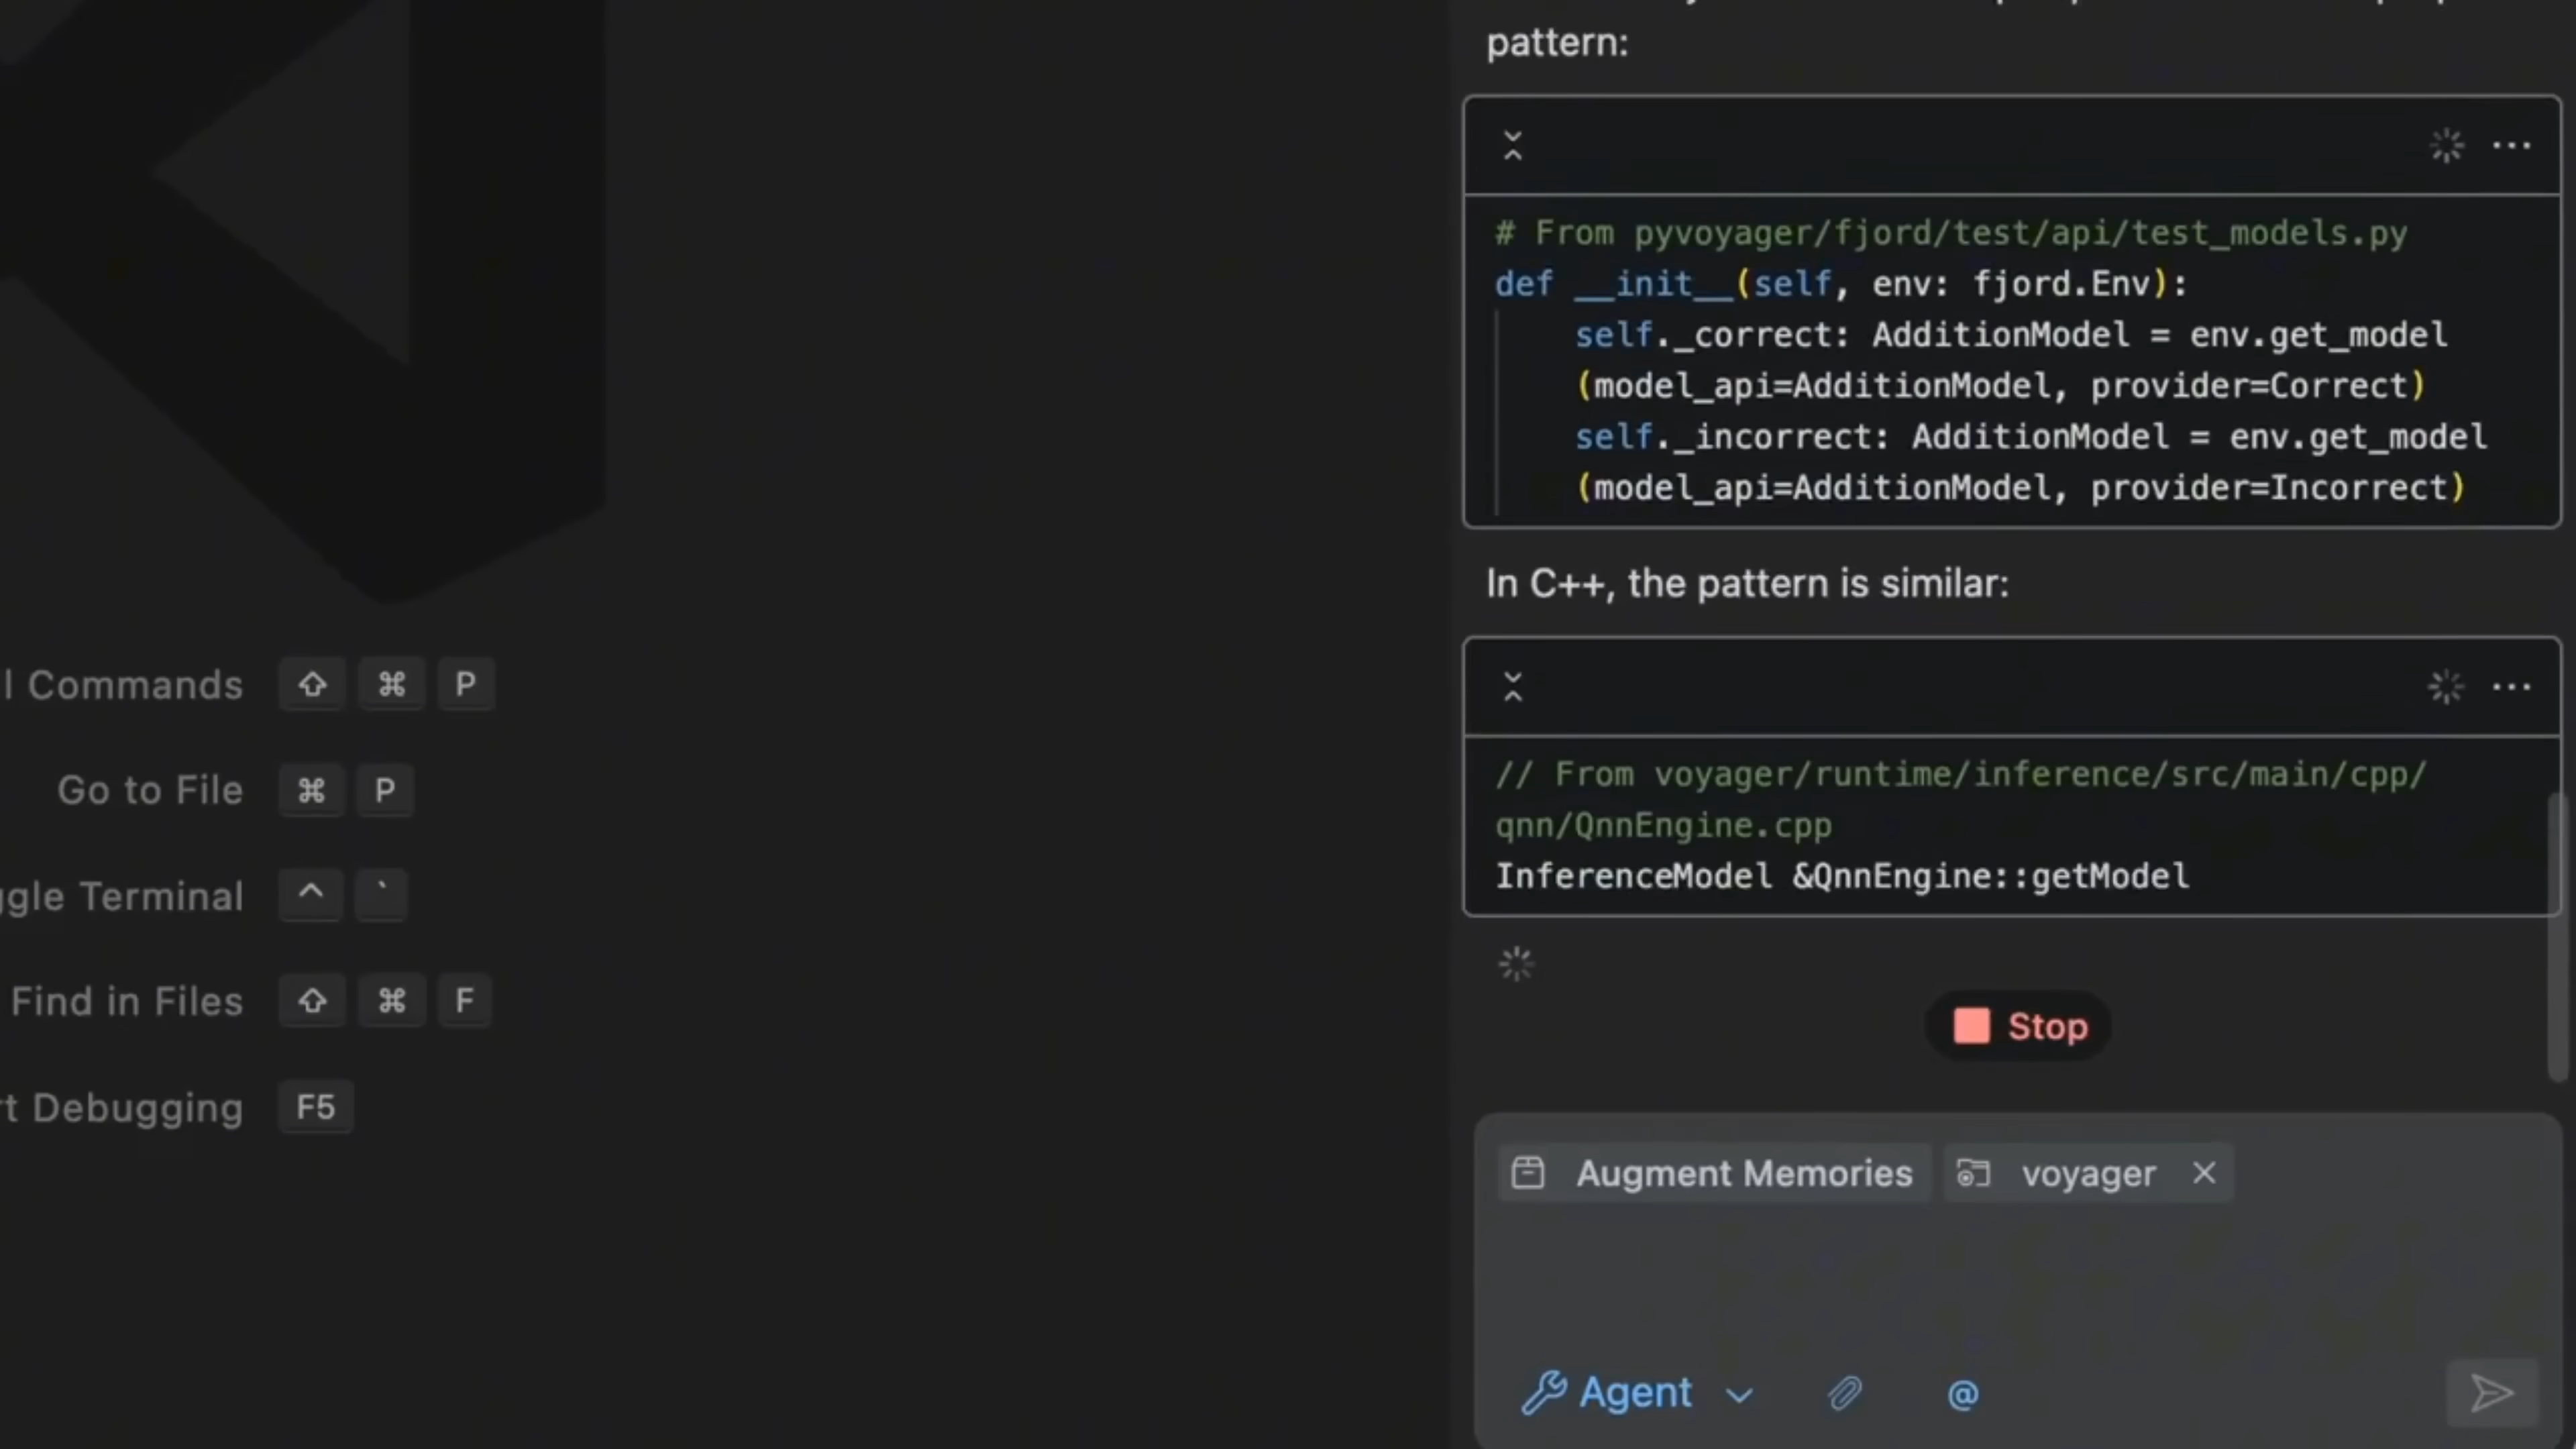 pattern:
# From pyvoyager/fjord/test/api/test_models.py
def __init__(self, env: fjord.Env):
self._correct: AdditionModel = env.get_model
(model_api=AdditionModel, provider=Correct)
self._incorrect: AdditionModel = env.get_model
(model_api=AdditionModel, provider=Incorrect)
In C++, the pattern is similar:
// From voyager/runtime/inference/src/main/cpp/
qnn/QnnEngine.cpp
InferenceModel &QnnEngine::getModel
Stop
Augment Memories voyager
Agent @
l Commands ⇧ ⌘ P
Go to File ⌘ P
ggle Terminal ^ `
Find in Files ⇧ ⌘ F
rt Debugging F5